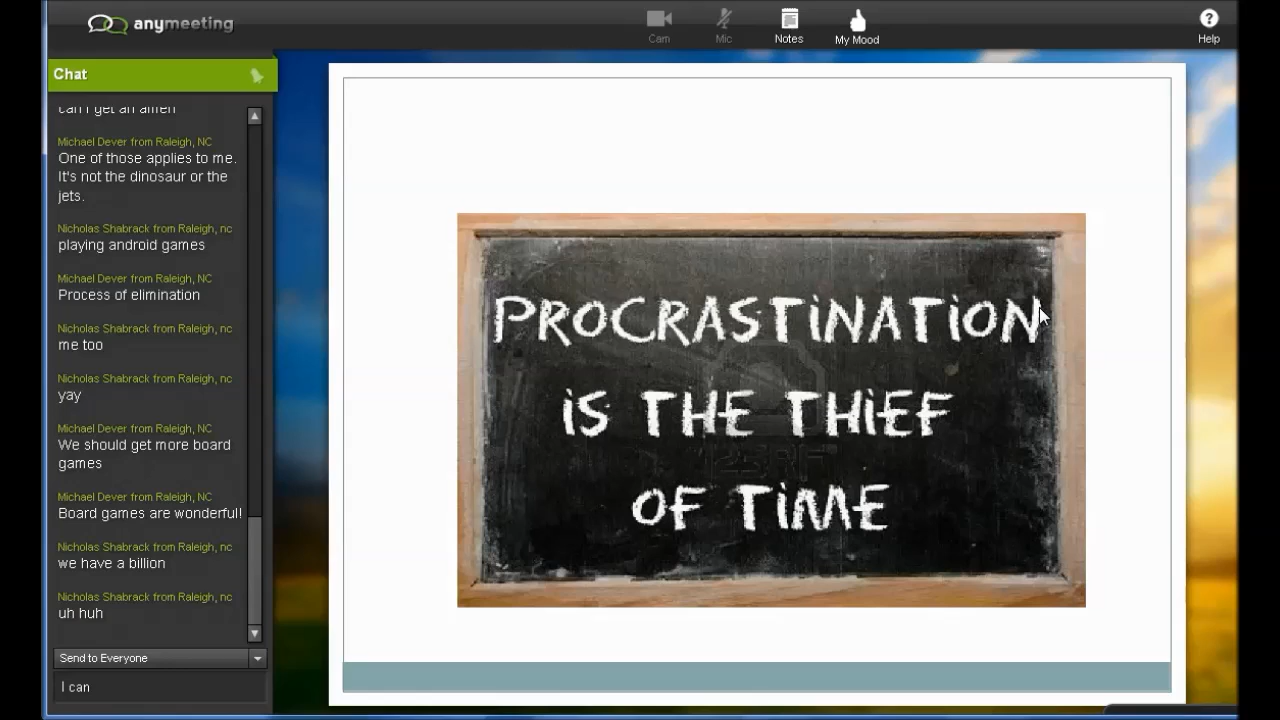 anymeeting
Cam
Mic
Notes
My Mood
Help
Chat
can I get an amen
Michael Dever from Raleigh, NC
One of those applies to me.
It's not the dinosaur or the
jets.
Nicholas Shabrack from Raleigh, nc
playing android games
Michael Dever from Raleigh, NC
Process of elimination
Nicholas Shabrack from Raleigh, nc
me too
Nicholas Shabrack from Raleigh, nc
yay
Michael Dever from Raleigh, NC
We should get more board
games
Michael Dever from Raleigh, NC
Board games are wonderful!
Nicholas Shabrack from Raleigh, nc
we have a billion
Nicholas Shabrack from Raleigh, nc
uh huh
Send to Everyone
I can
PROCRASTiNATiON
iS THE THiEF
OF TiME
123RF